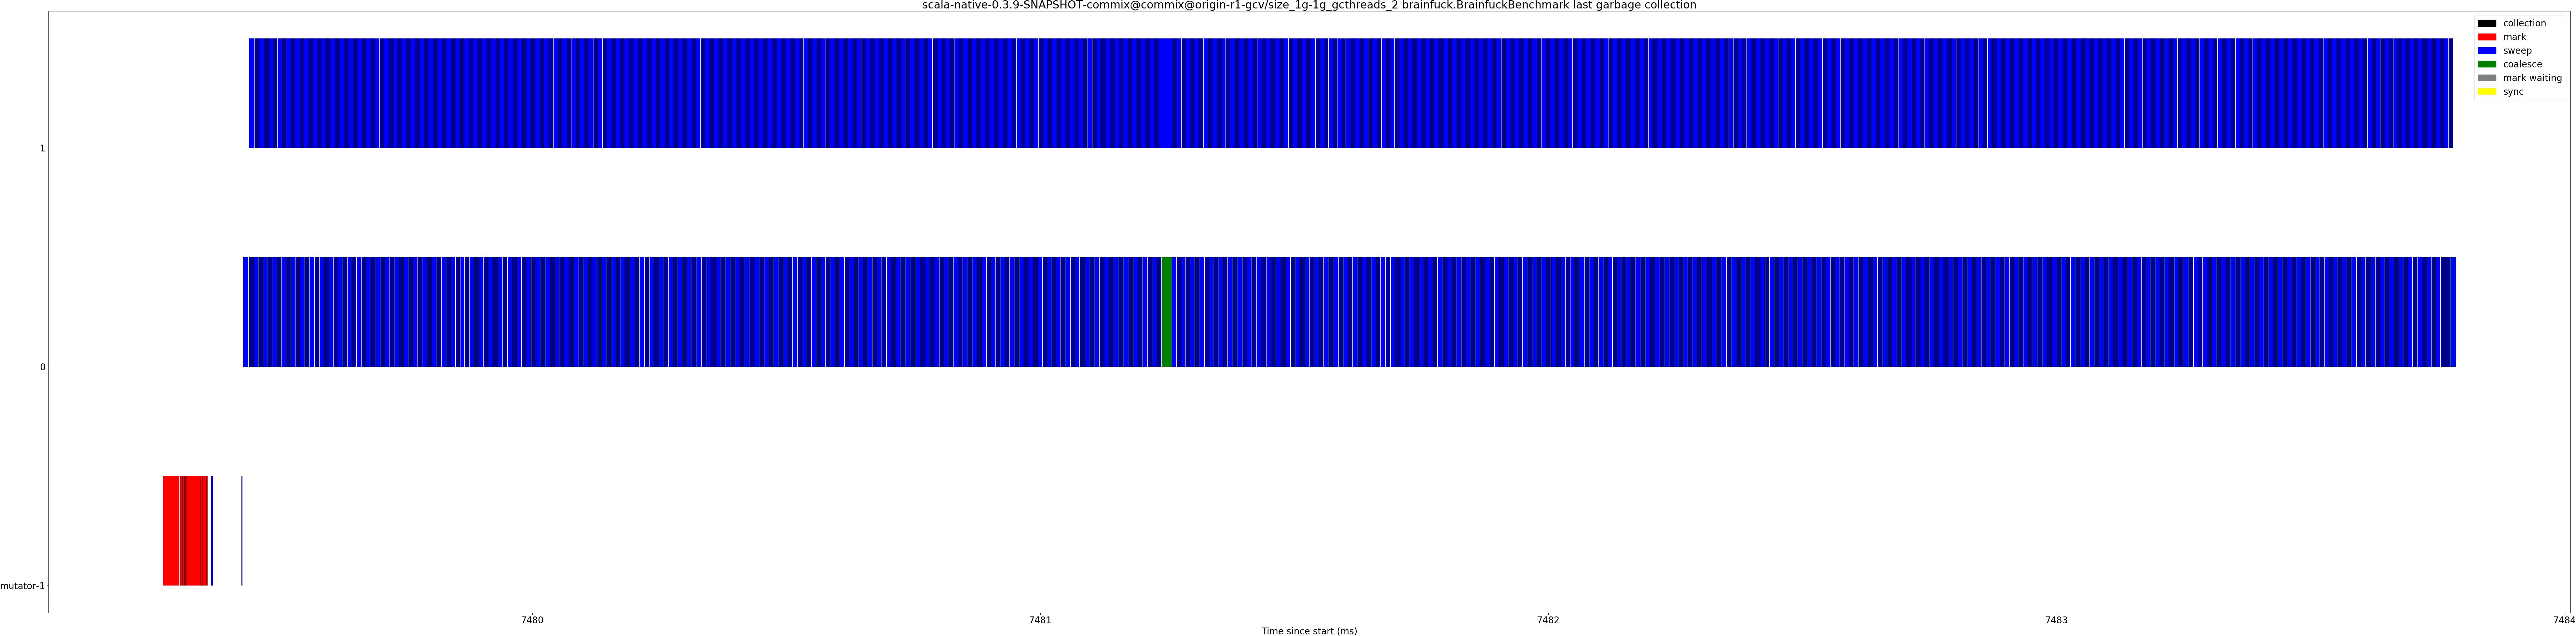 scala-native-0.3.9-SNAPSHOT-commix@commix@origin-r1-gcv/size_1g-1g_gcthreads_2 brainfuck.BrainfuckBenchmark last garbage collection
collection
mark
sweep
coalesce
mark waiting
sync
1
0
mutator-1
7480 7481 7482 7483 7484
Time since start (ms)